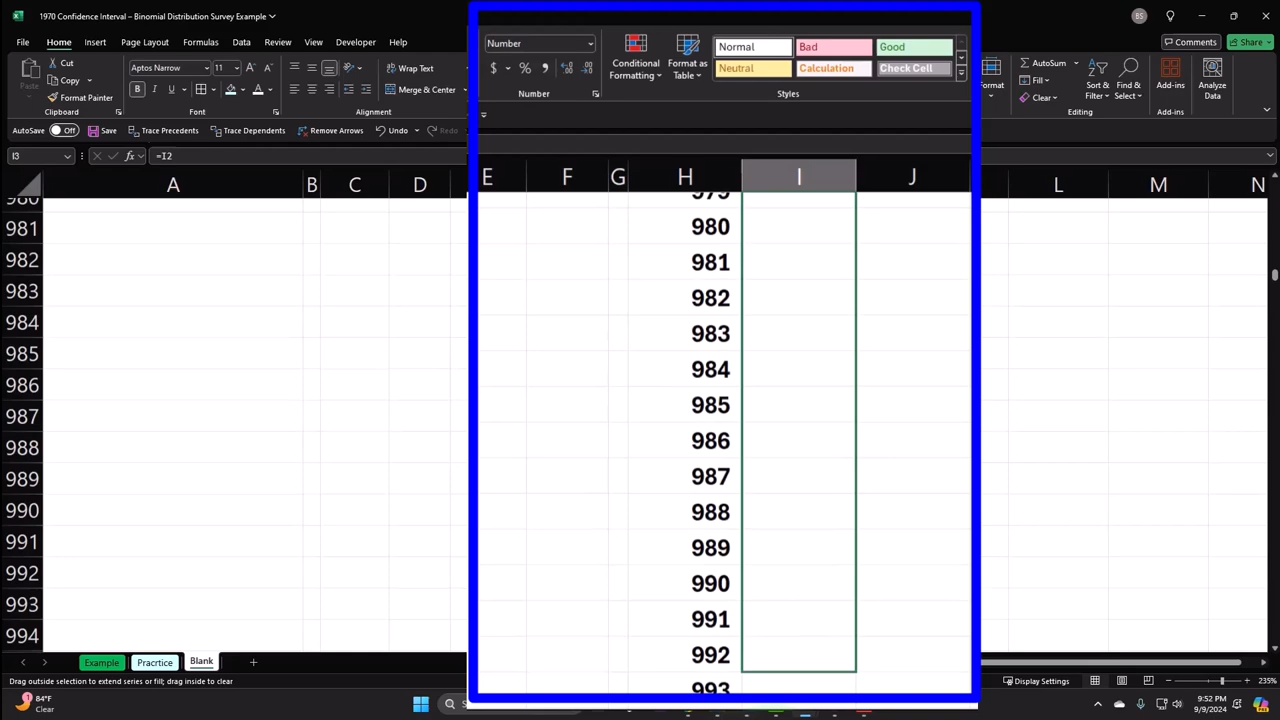 1970 Confidence Interval – Binomial Distribution Survey Example
BS
File Home Insert Page Layout Formulas Data Review View Developer Help
Comments Share
Cut
Copy
Format Painter
Aptos Narrow 11
Wrap Text
Merge & Center
Number
$ % ,
Conditional Formatting
Format as Table
Normal Bad Good
Neutral Calculation Check Cell
Format
AutoSum
Fill
Clear
Sort & Filter
Find & Select
Add-ins
Analyze Data
Font Alignment Number Styles Editing Add-ins
AutoSave Off Save Trace Precedents Trace Dependents Remove Arrows Undo Redo
I3 fx =I2
A B C D E F G H I J L M N
980 979
981 980
982 981
983 982
984 983
985 984
986 985
987 986
988 987
989 988
990 989
991 990
992 991
993 992
994 993
Example Pracrtice Blank
Drag outside selection to extend series or fill; drag inside to clear
Display Settings 235%
84°F
Clear
9:52 PM
9/9/2024